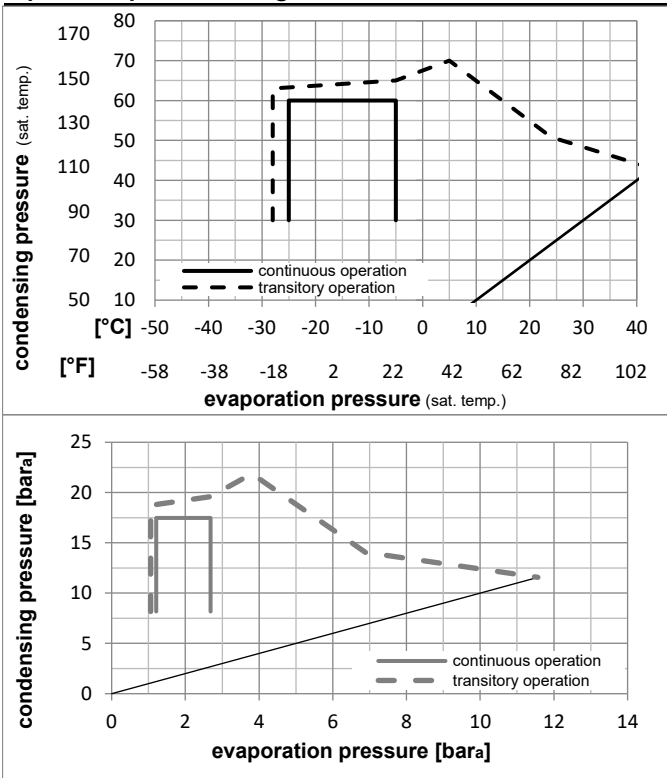 condensing pressure (sat. temp.)
170 80
150 70
60
130
50
110
40
90
30
70 20
50 10
continuous operation
transitory operation
[°C] -50 -40 -30 -20 -10 0 10 20 30 40
[°F] -58 -38 -18 2 22 42 62 82 102
evaporation pressure (sat. temp.)
condensing pressure [bara]
25
20
15
10
5
0
continuous operation
transitory operation
0 2 4 6 8 10 12 14
evaporation pressure [bara]